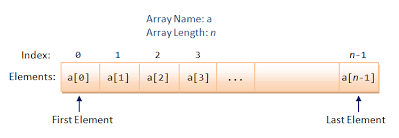 Array Name: a
Array Length: n
Index: 0 1 2 3 n-1
Elements: a[0] a[1] a[2] a[3] ... a[n-1]
First Element Last Element